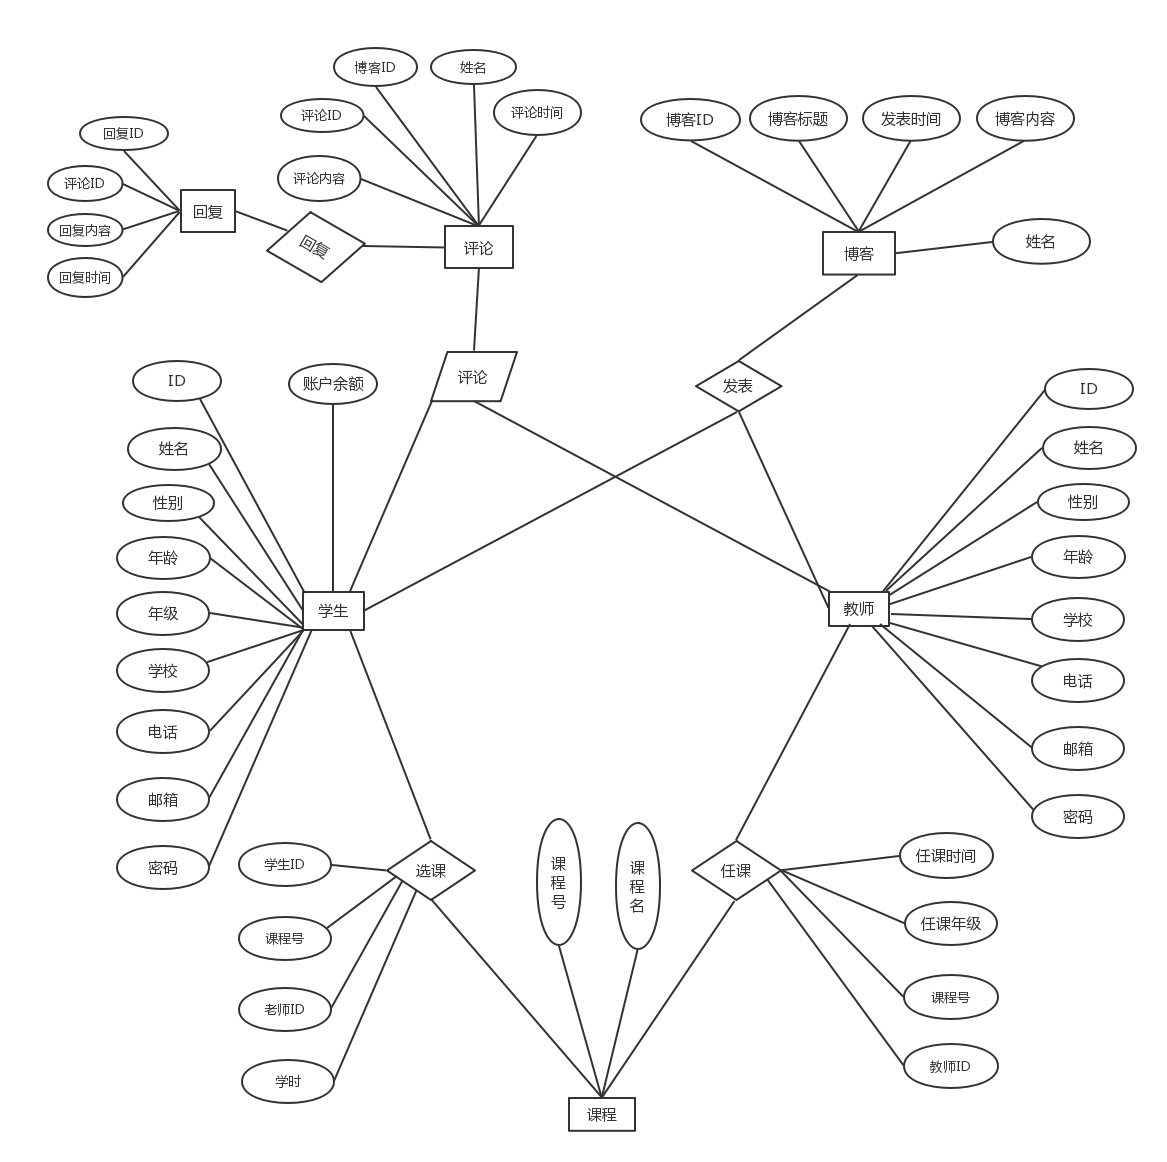 博客ID
姓名
评论ID
评论时间
评论内容
回复ID
评论ID
回复内容
回复时间
回复
回复
评论
博客ID
博客标题
发表时间
博客内容
博客
姓名
评论
发表
ID
账户余额
姓名
性别
年龄
年级
学校
电话
邮箱
密码
学生
教师
ID
姓名
性别
年龄
学校
电话
邮箱
密码
学生ID
课程号
老师ID
学时
选课
课
程
号
课
程
名
任课
任课时间
任课年级
课程号
教师ID
课程